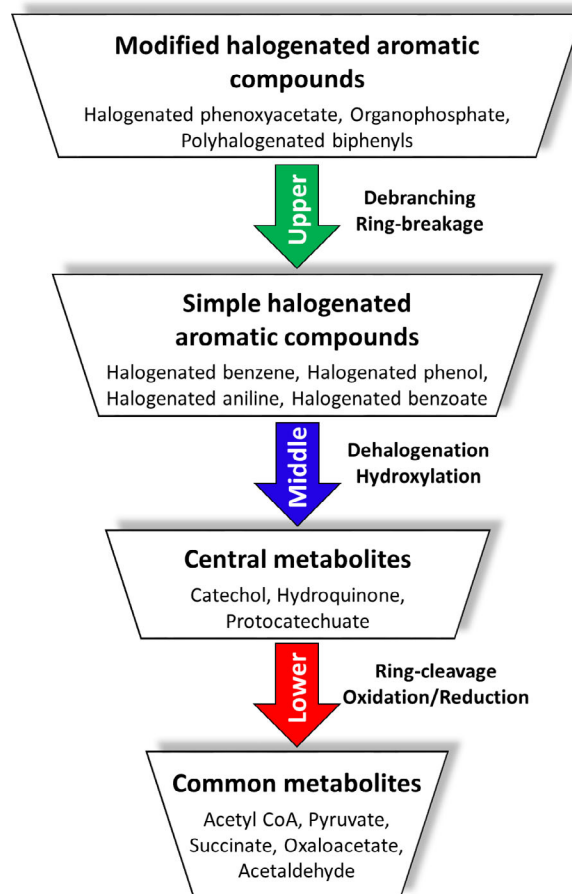 Modified halogenated aromatic
compounds
Halogenated phenoxyacetate, Organophosphate,
Polyhalogenated biphenyls
Upper
Debranching
Ring-breakage
Simple halogenated
aromatic compounds
Halogenated benzene, Halogenated phenol,
Halogenated aniline, Halogenated benzoate
Middle
Dehalogenation
Hydroxylation
Central metabolites
Catechol, Hydroquinone,
Protocatechuate
Lower
Ring-cleavage
Oxidation/Reduction
Common metabolites
Acetyl CoA, Pyruvate,
Succinate, Oxaloacetate,
Acetaldehyde